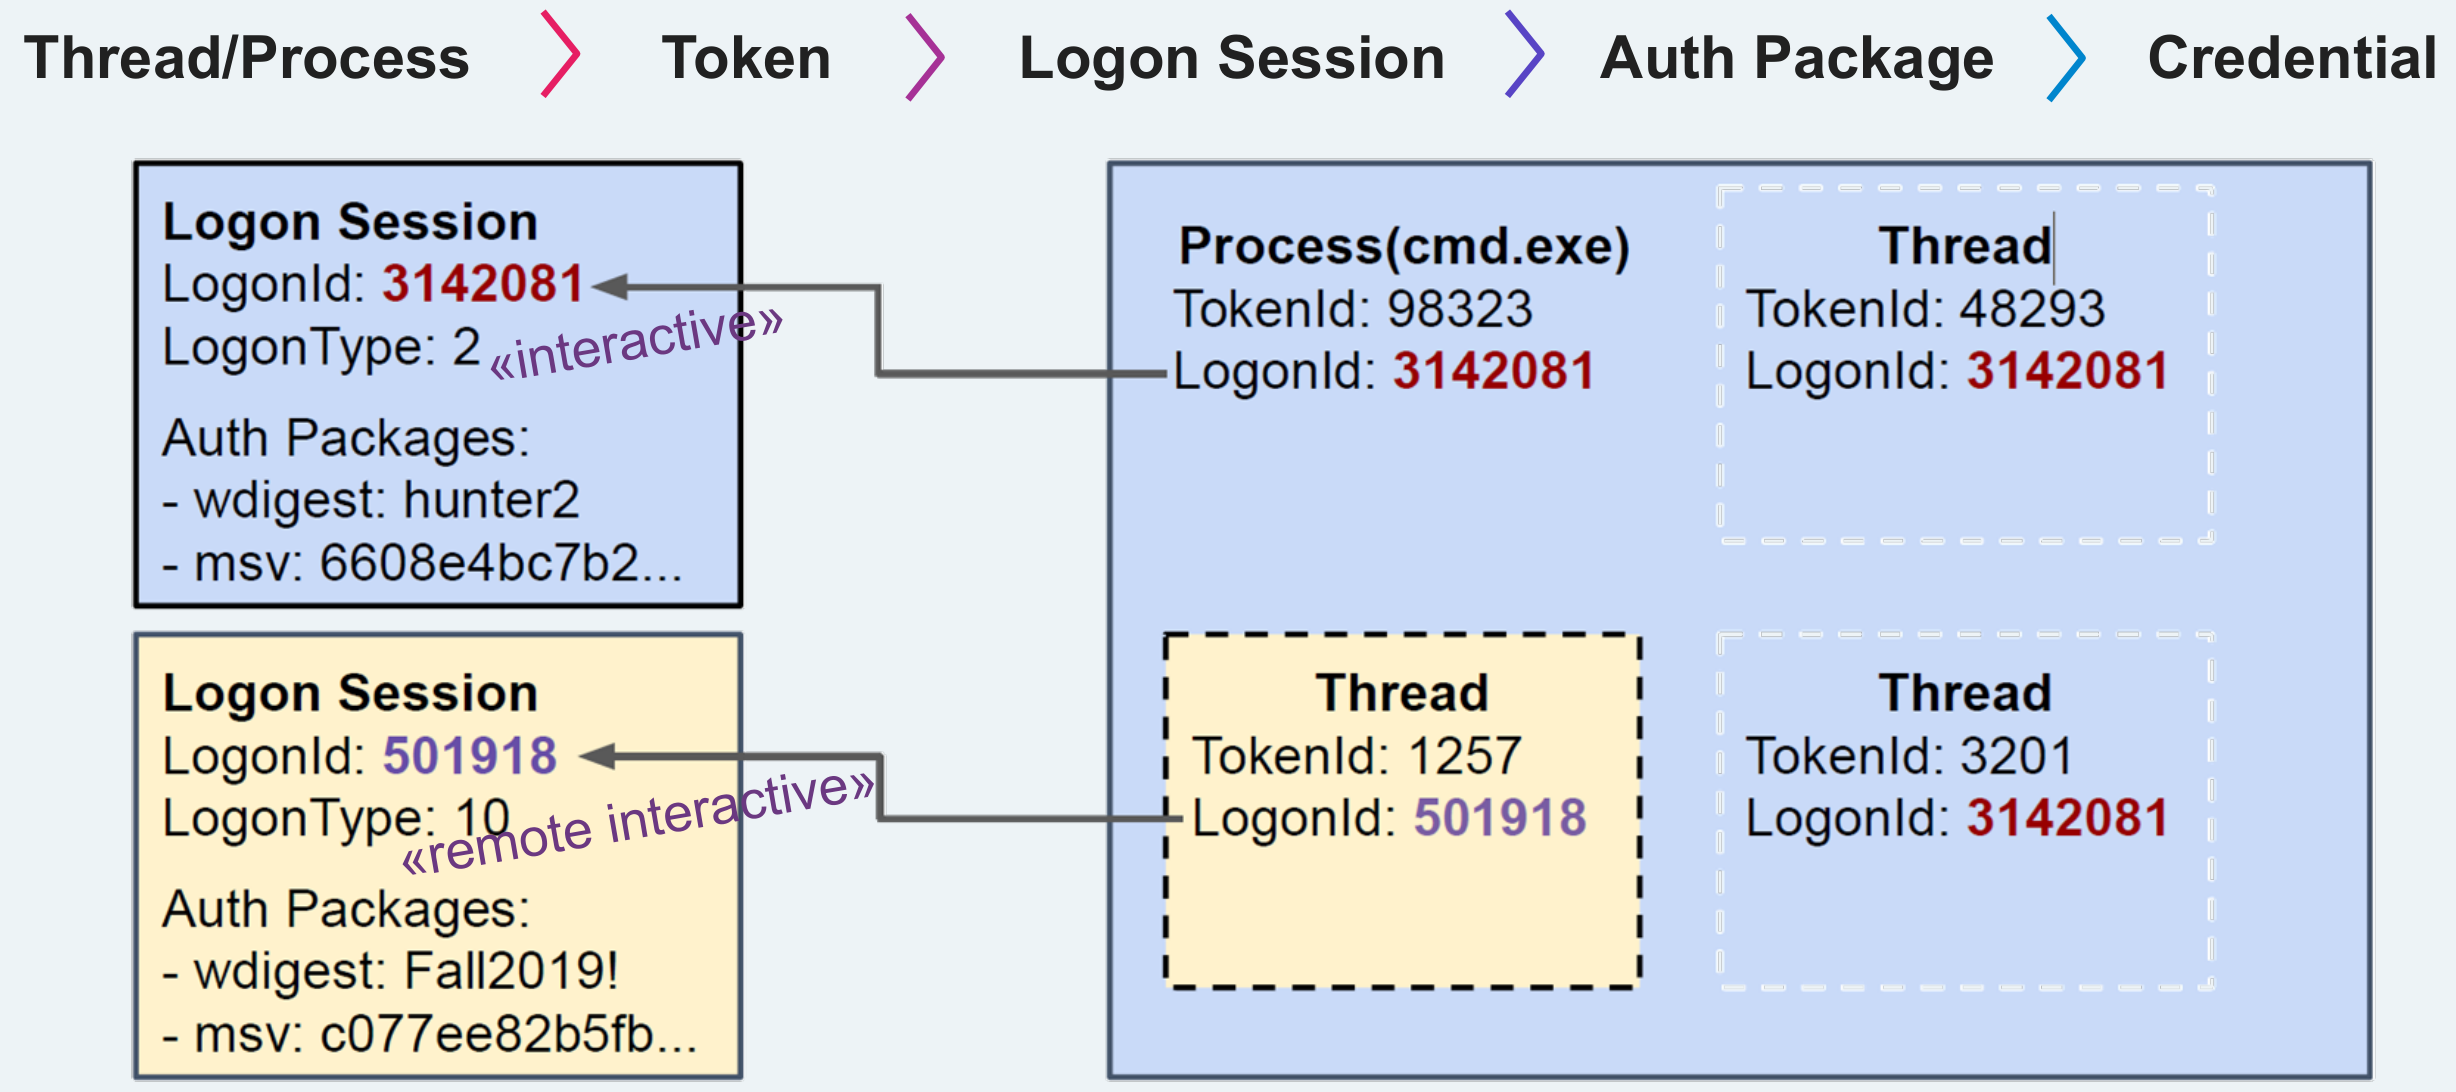 Thread/Process
Token
Logon Session
Auth Package
Credential
Logon Session
LogonId: 3142081
LogonType: 2
«interactive»
Auth Packages:
- wdigest: hunter2
- msv: 6608e4bc7b2...
Logon Session
LogonId: 501918
LogonType: 10
«remote interactive»
Auth Packages:
- wdigest: Fall2019!
- msv: c077ee82b5fb...
Process(cmd.exe)
TokenId: 98323
LogonId: 3142081
Thread
TokenId: 48293
LogonId: 3142081
Thread
TokenId: 1257
LogonId: 501918
Thread
TokenId: 3201
LogonId: 3142081